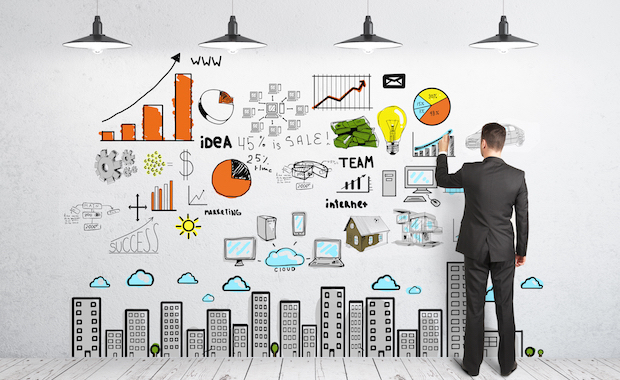 WWW
iDEA
45% iS SALE!
25%
TEAM
MARKETING
internet
SUCCESS
CLOUD